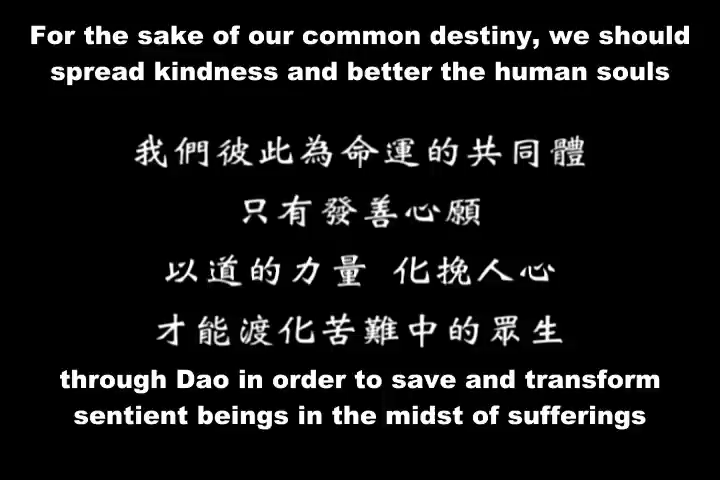 For the sake of our common destiny, we should
spread kindness and better the human souls
我們彼此為命運的共同體
只有發善心願
以道的力量 化挽人心
才能渡化苦難中的眾生
through Dao in order to save and transform
sentient beings in the midst of sufferings